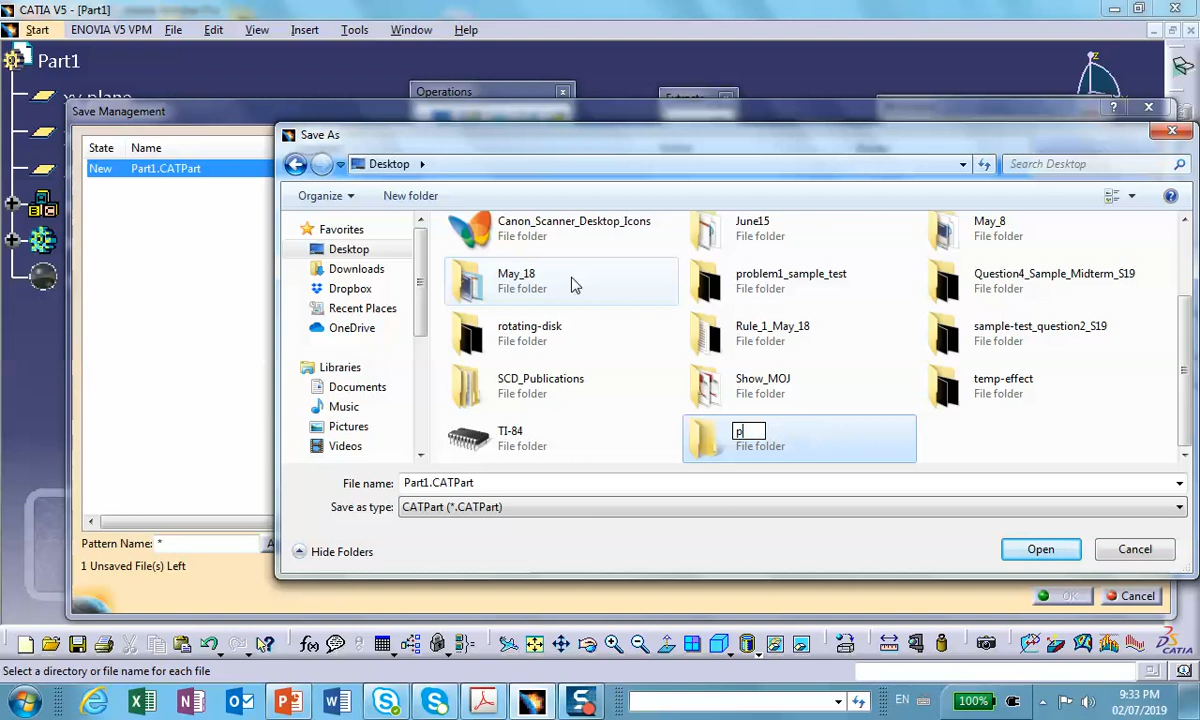 CATIA V5 - [Part1]
Start ENOVIA V5 VPM File Edit View Insert Tools Window Help
Part1
xy plane
Operations
Save Management
State Name
New Part1.CATPart
Save As
Desktop
Search Desktop
Organize New folder
Favorites
Desktop
Downloads
Dropbox
Recent Places
OneDrive
Libraries
Documents
Music
Pictures
Videos
Canon_Scanner_Desktop_Icons
File folder
June15
File folder
May_8
File folder
May_18
File folder
problem1_sample_test
File folder
Question4_Sample_Midterm_S19
File folder
rotating-disk
File folder
Rule_1_May_18
File folder
sample-test_question2_S19
File folder
SCD_Publications
File folder
Show_MOJ
File folder
temp-effect
File folder
TI-84
File folder
p
File folder
File name: Part1.CATPart
Save as type: CATPart (*.CATPart)
Hide Folders
Open Cancel
Pattern Name: *
1 Unsaved File(s) Left
OK Cancel
Select a directory or file name for each file
EN
100%
9:33 PM
02/07/2019